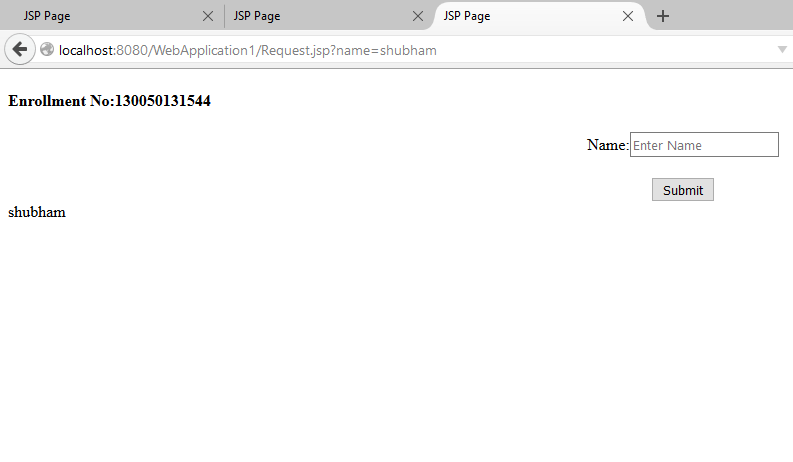 JSP Page JSP Page JSP Page
localhost:8080/WebApplication1/Request.jsp?name=shubham
Enrollment No:130050131544
Name: Enter Name
Submit
shubham